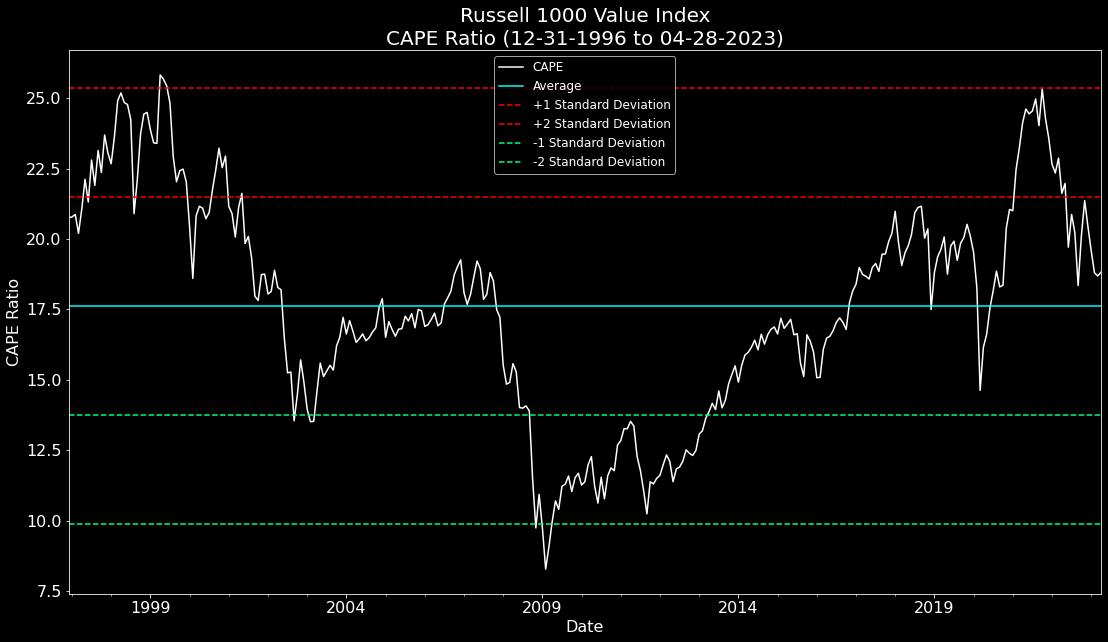 Russell 1000 Value Index
CAPE Ratio (12-31-1996 to 04-28-2023)
CAPE
Average
+1 Standard Deviation
+2 Standard Deviation
-1 Standard Deviation
-2 Standard Deviation
25.0
22.5
20.0
17.5
15.0
12.5
10.0
7.5
CAPE Ratio
1999 2004 2009 2014 2019
Date